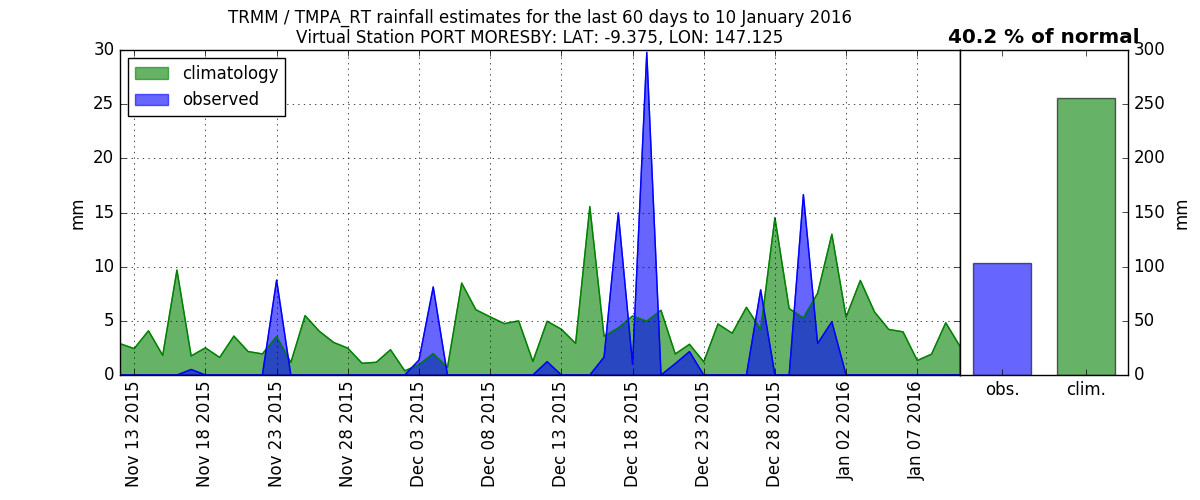 TRMM / TMPA_RT rainfall estimates for the last 60 days to 10 January 2016
Virtual Station PORT MORESBY: LAT: -9.375, LON: 147.125
40.2 % of normal
climatology
observed
30
25
20
15
10
5
0
mm
Nov 13 2015
Nov 18 2015
Nov 23 2015
Nov 28 2015
Dec 03 2015
Dec 08 2015
Dec 13 2015
Dec 18 2015
Dec 23 2015
Dec 28 2015
Jan 02 2016
Jan 07 2016
obs.
clim.
300
250
200
150
100
50
0
mm